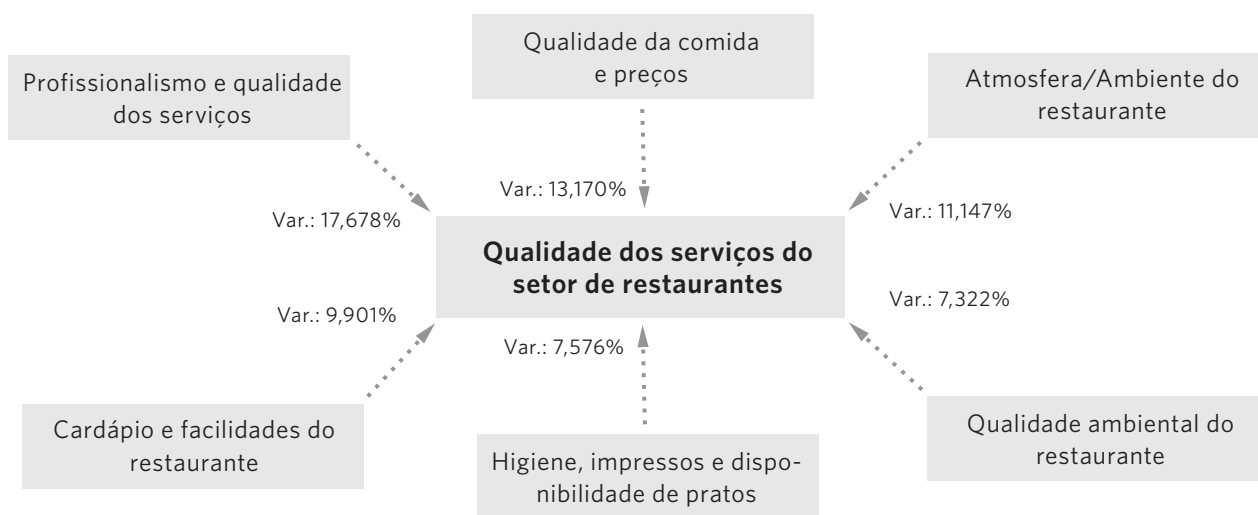 Qualidade da comida
e preços
Profissionalismo e qualidade
dos serviços
Atmosfera/Ambiente do
restaurante
Var.: 13,170%
Var.: 17,678%
Var.: 11,147%
Qualidade dos serviços do
setor de restaurantes
Var.: 9,901%
Var.: 7,576%
Var.: 7,322%
Cardápio e facilidades do
restaurante
Higiene, impressos e dispo-
nibilidade de pratos
Qualidade ambiental do
restaurante